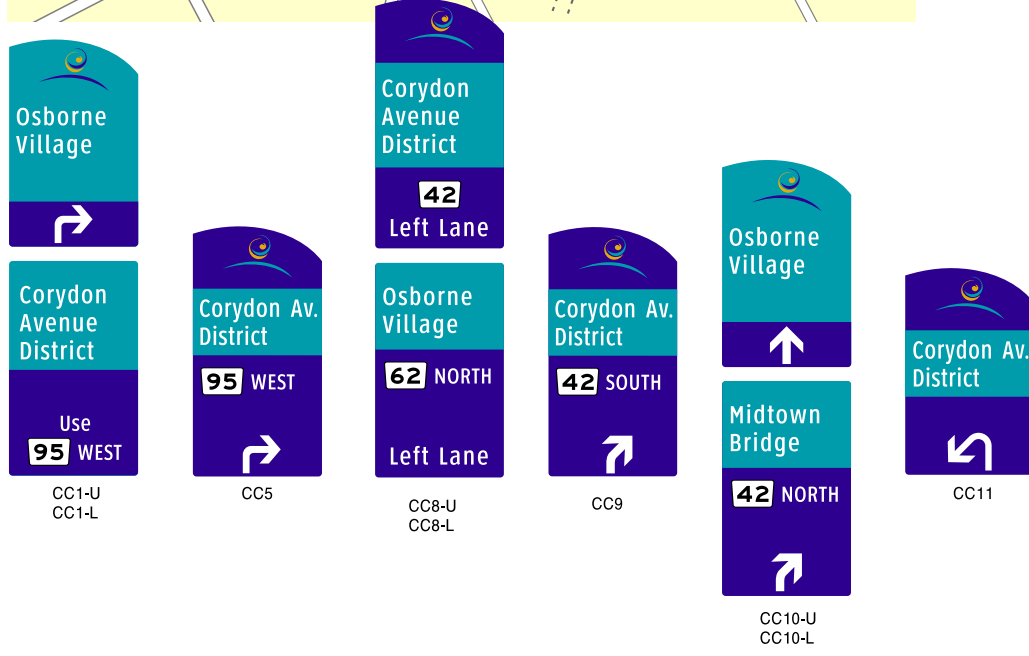 Osborne
Village
Corydon
Avenue
District
Use
95 WEST
CC1-U
CC1-L
Corydon Av.
District
95 WEST
CC5
Corydon
Avenue
District
42
Left Lane
Osborne
Village
62 NORTH
Left Lane
CC8-U
CC8-L
Corydon Av.
District
42 SOUTH
CC9
Osborne
Village
Midtown
Bridge
42 NORTH
CC10-U
CC10-L
Corydon Av.
District
CC11